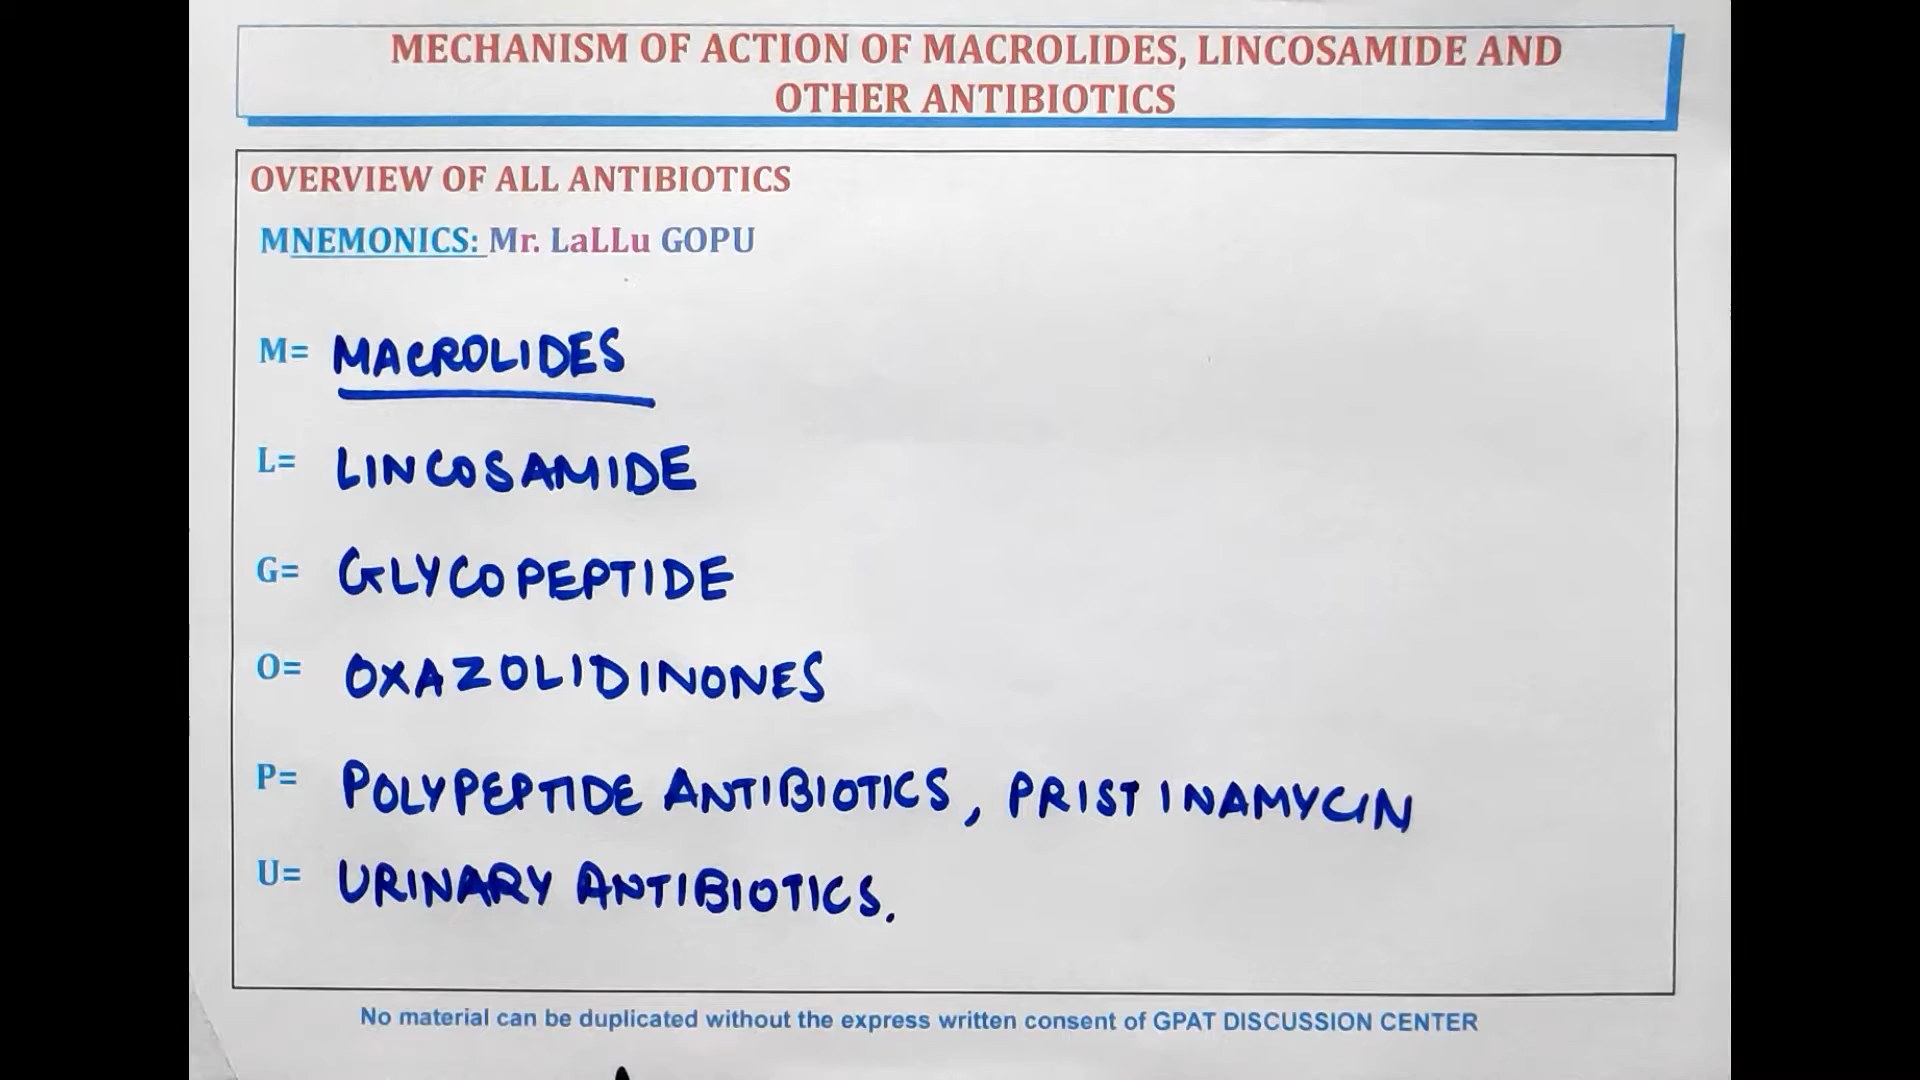 MECHANISM OF ACTION OF MACROLIDES, LINCOSAMIDE AND
OTHER ANTIBIOTICS
OVERVIEW OF ALL ANTIBIOTICS
MNEMONICS: Mr. LaLLu GOPU
M= MACROLIDES
L= LINCOSAMIDE
G= GLYCOPEPTIDE
O= OXAZOLIDINONES
P= POLYPEPTIDE ANTIBIOTICS, PRISTINAMYCIN
U= URINARY ANTIBIOTICS.
No material can be duplicated without the express written consent of GPAT DISCUSSION CENTER